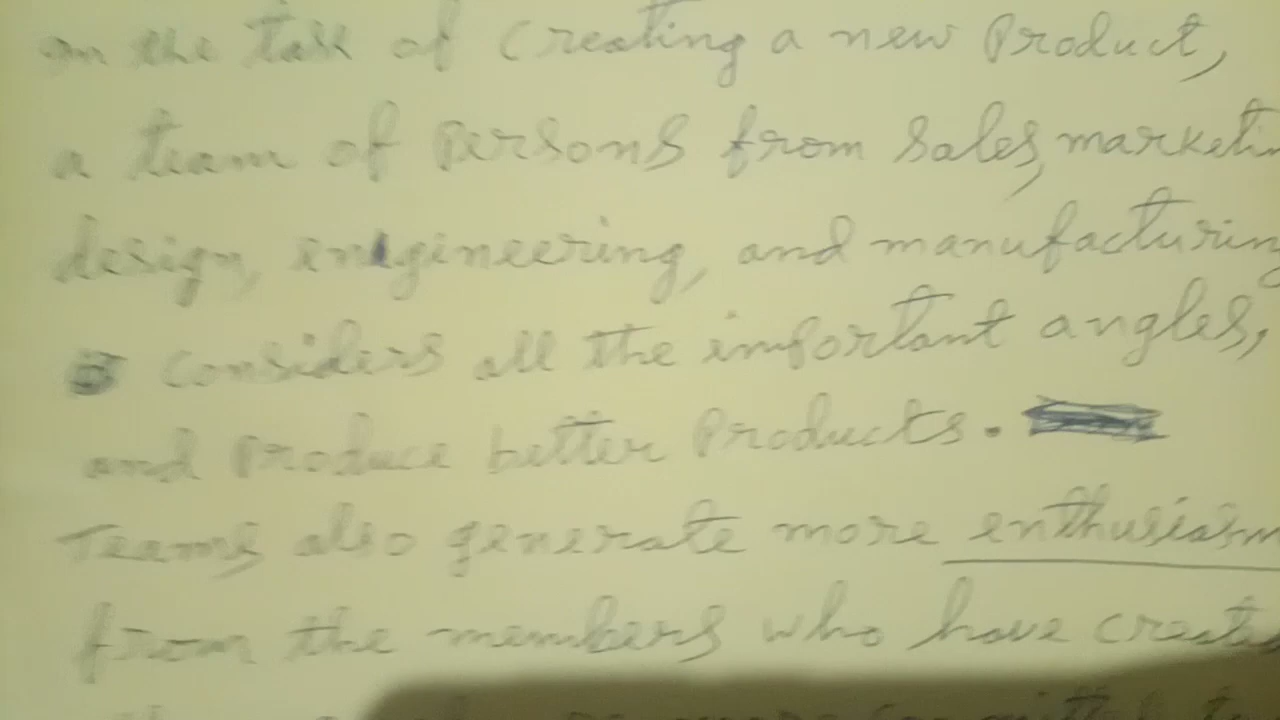 on the task of creating a new Product,
a team of Persons from Sales, marketin
design, engineering, and manufacturing
Considers all the important angles,
and Produce better Products.
Teams also generate more enthusiasm
from the members who have create